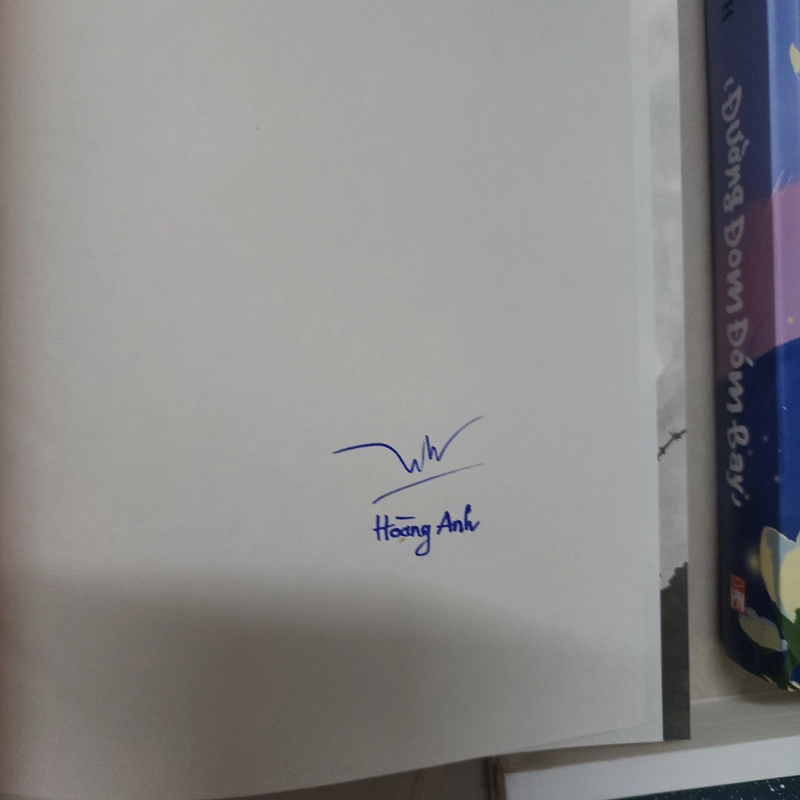 Hoàng Anh
Đường Đom Đóm Bay
H